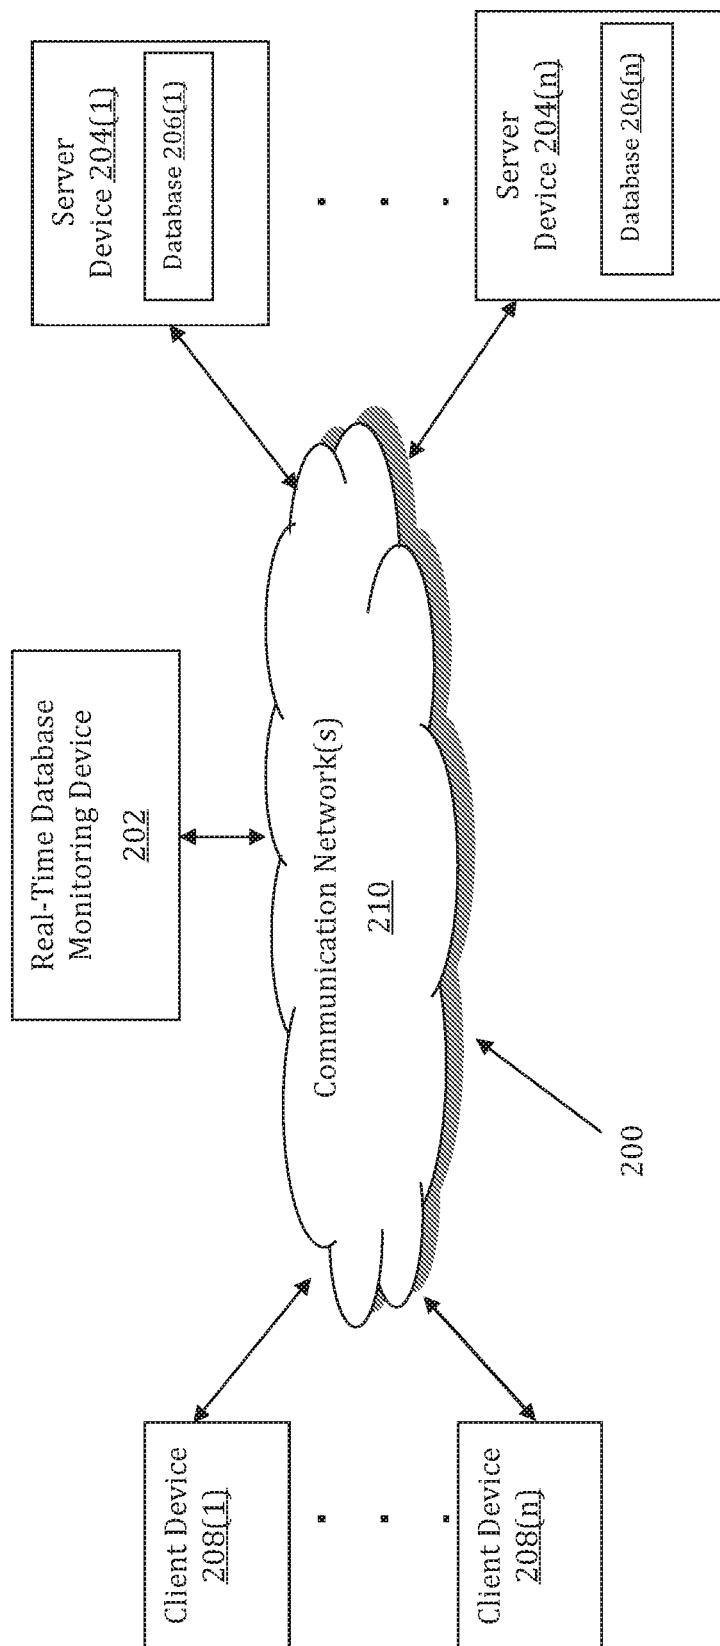 Real-Time Database
Monitoring Device
202
Client Device
208(1)
Client Device
208(n)
Communication Network(s)
210
200
Server
Device 204(1)
Database 206(1)
Server
Device 204(n)
Database 206(n)